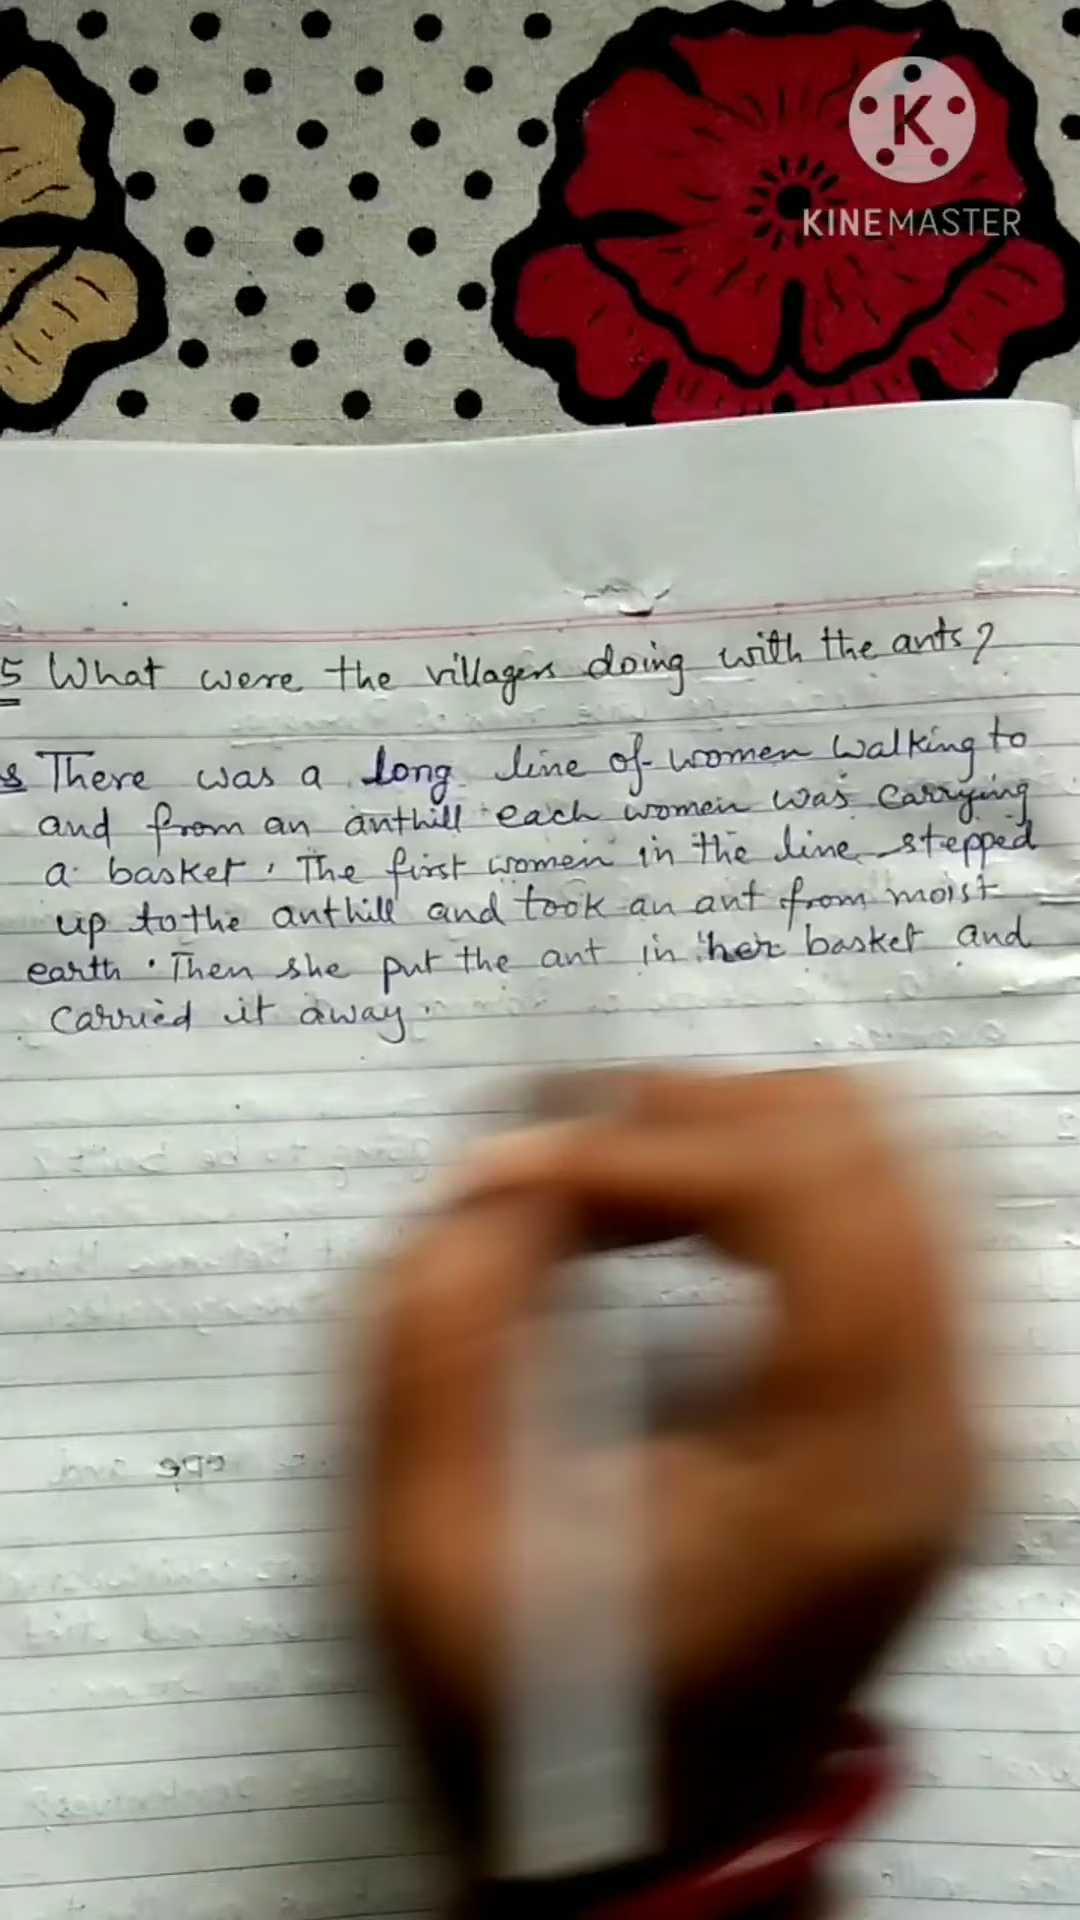 K
KINEMASTER
5 What were the villagers doing with the ants?
s There was a long line of women walking to
and from an anthill each women was carrying
a basket. The first women in the line stepped
up to the anthill and took an ant from moist
earth. Then she put the ant in her basket and
carried it away.